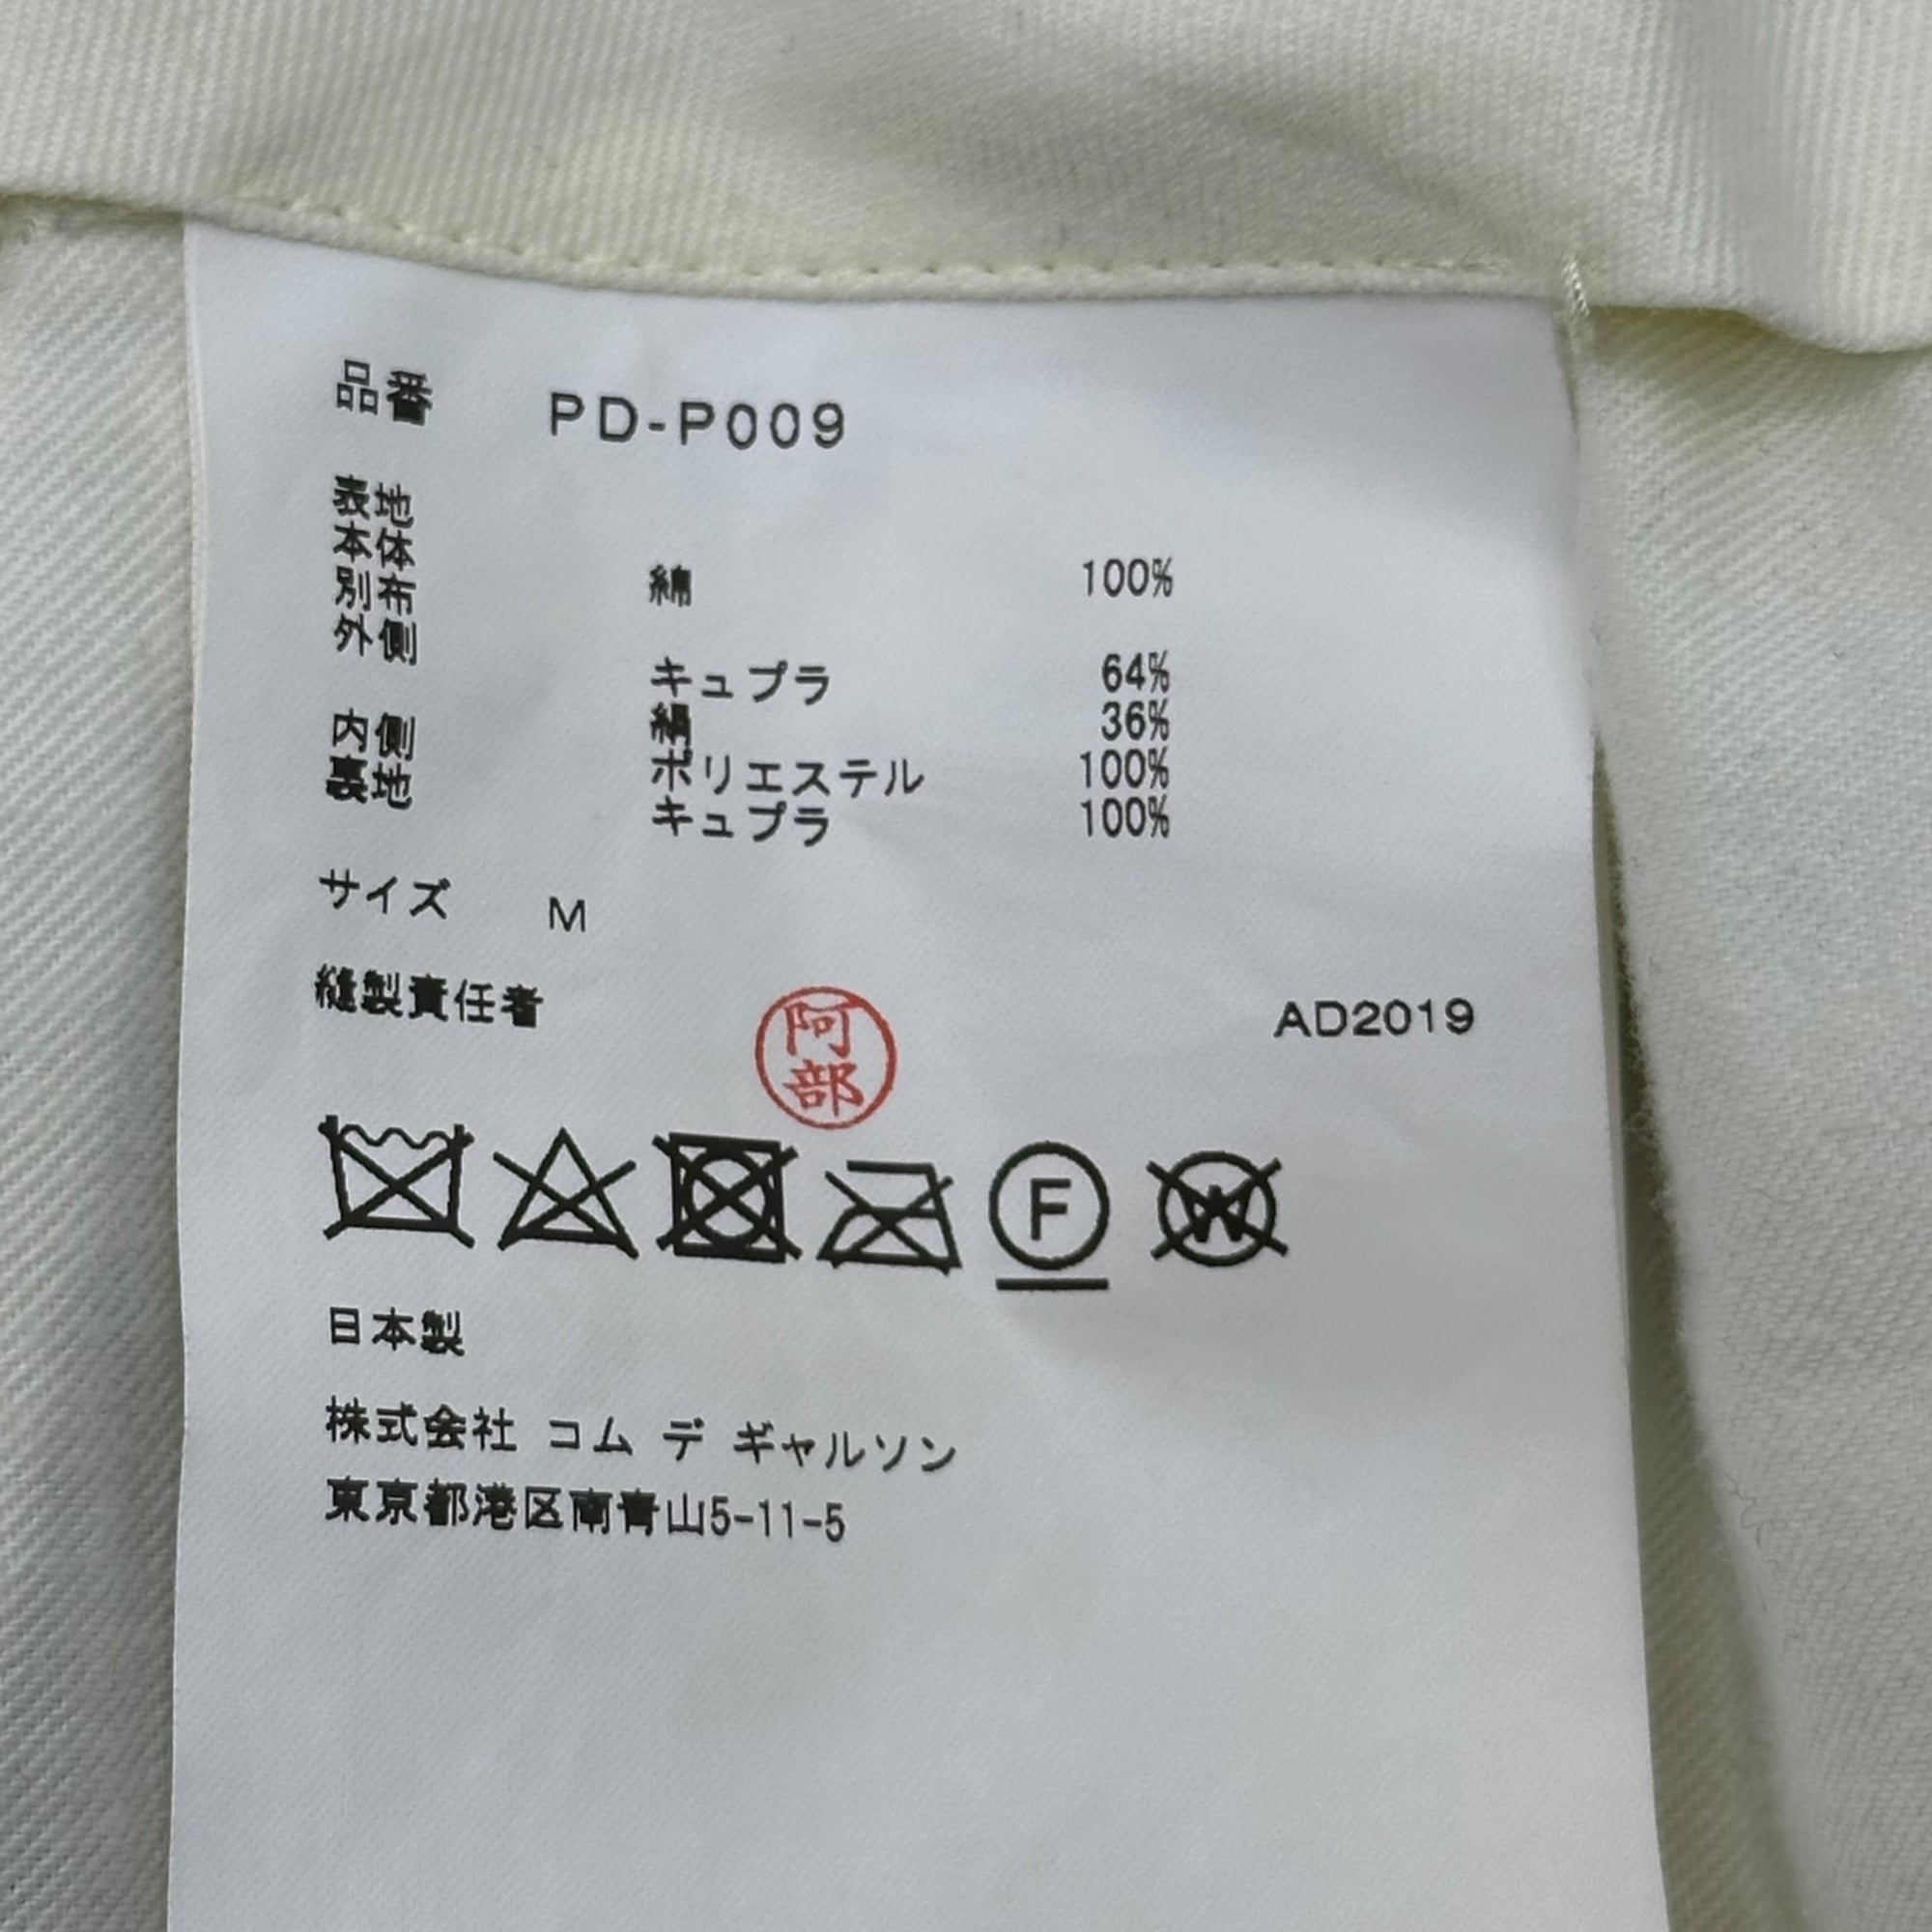 品番 PD-P009
表地
本体
別布 綿 100%
外側
キュプラ 64%
内側 絹 36%
裏地 ポリエステル 100%
キュプラ 100%
サイズ M
縫製責任者 阿部 AD2019
F W
日本製
株式会社 コム デ ギャルソン
東京都港区南青山5-11-5